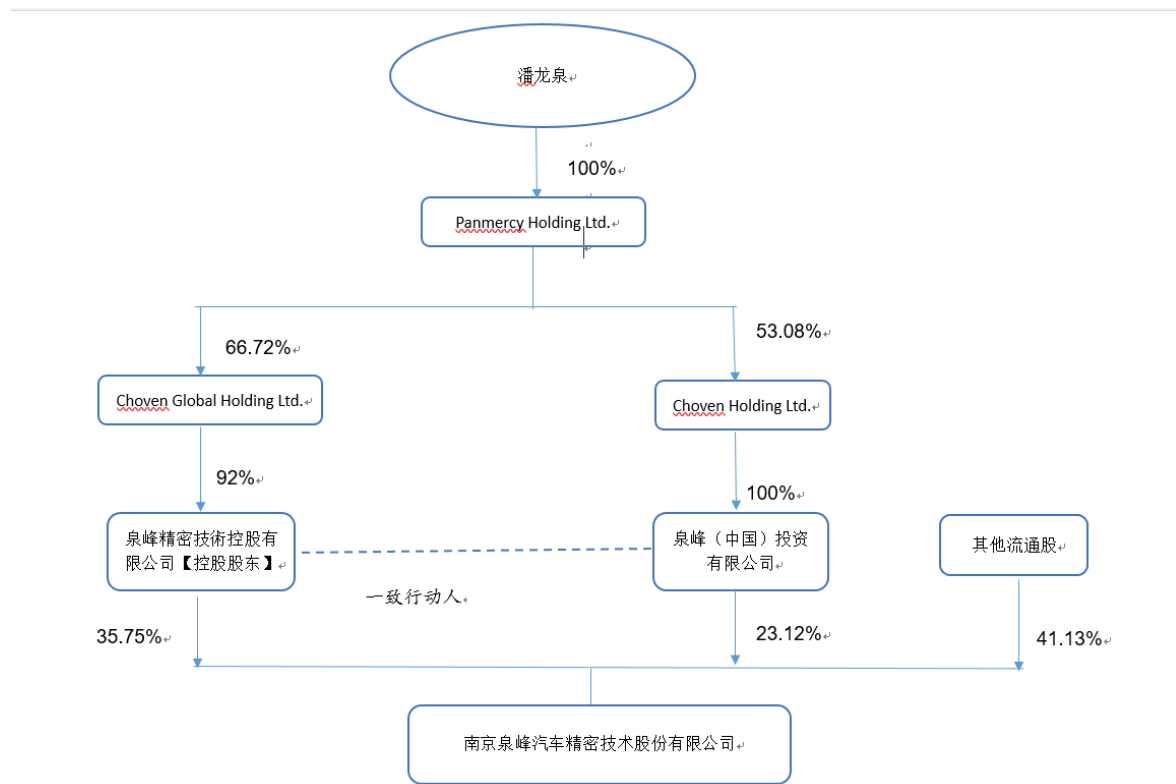 潘龙泉
100%
Panmercy Holding Ltd.
66.72%
53.08%
Choven Global Holding Ltd.
Choven Holding Ltd.
92%
100%
泉峰精密技術控股有
限公司【控股股东】
泉峰（中国）投资
有限公司
其他流通股
一致行动人
35.75%
23.12%
41.13%
南京泉峰汽车精密技术股份有限公司